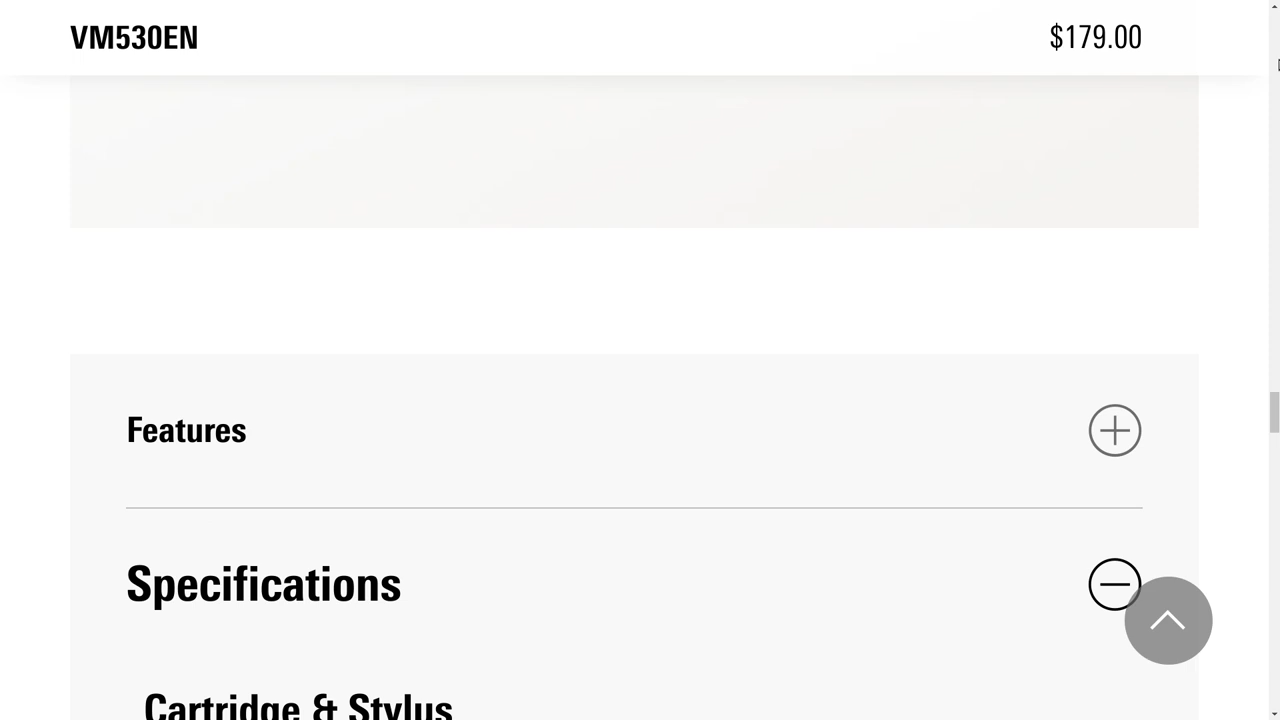 VM530EN
$179.00
Features
Specifications
Cartridge & Stylus